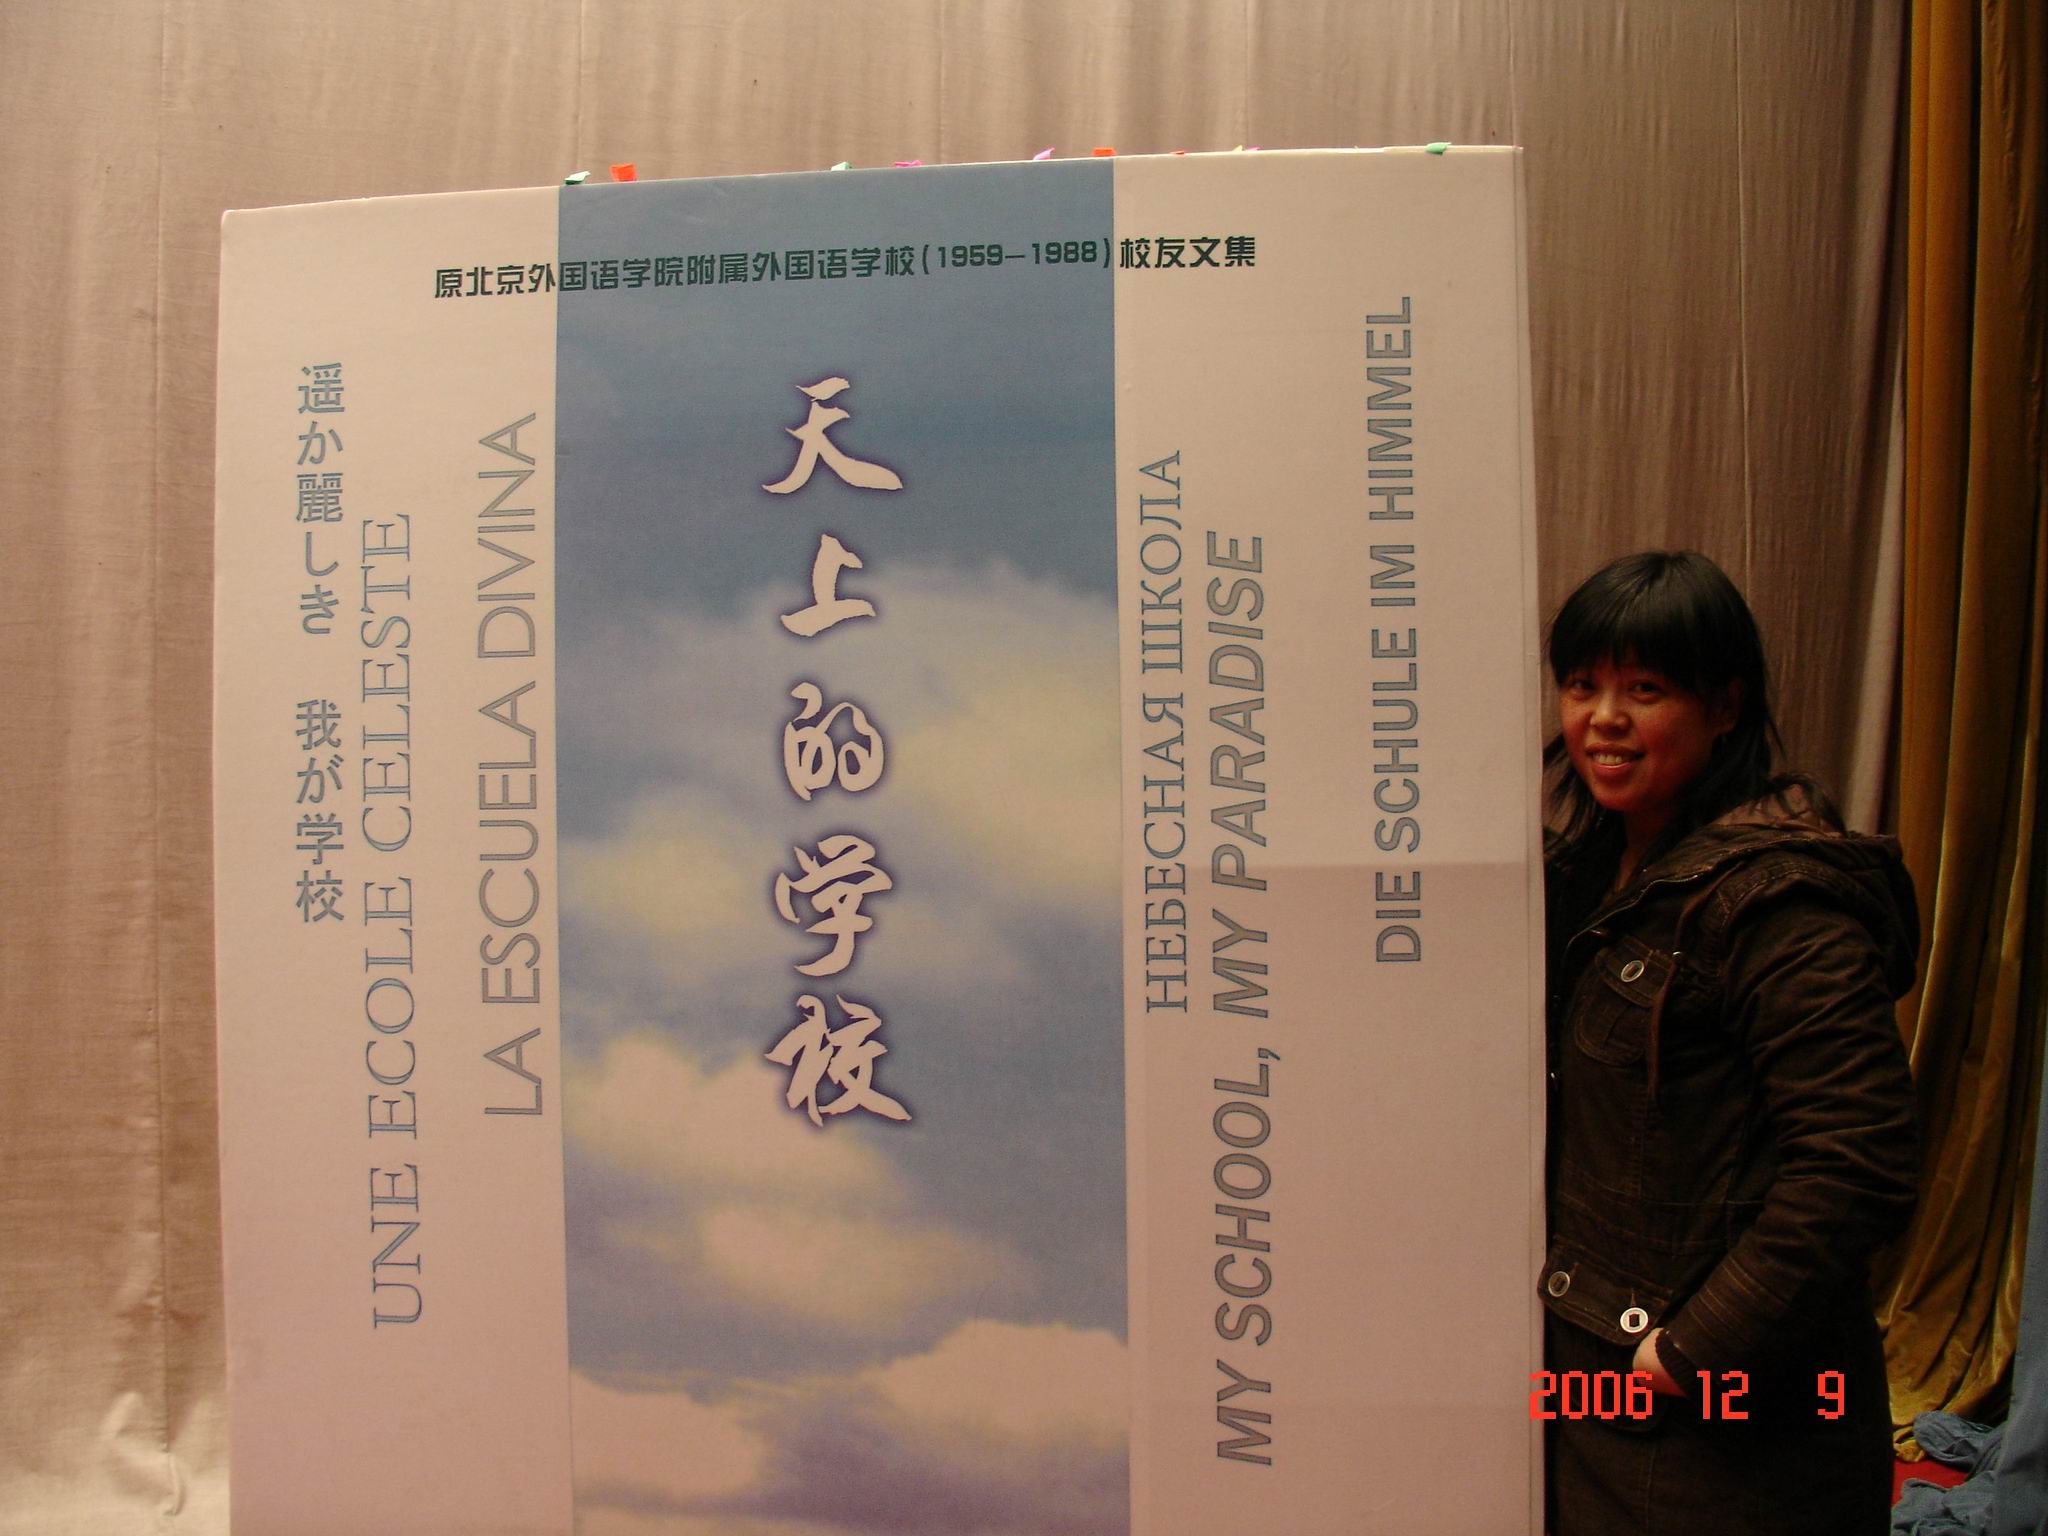 原北京外国语学院附属外国语学校(1959—1988)校友文集
遥か麗しき 我が学校
UNE ECOLE CELESTE
LA ESCUELA DIVINA
天上的学校
НЕБЕСНАЯ ШКОЛА
MY SCHOOL, MY PARADISE
DIE SCHULE IM HIMMEL
2006 12 9